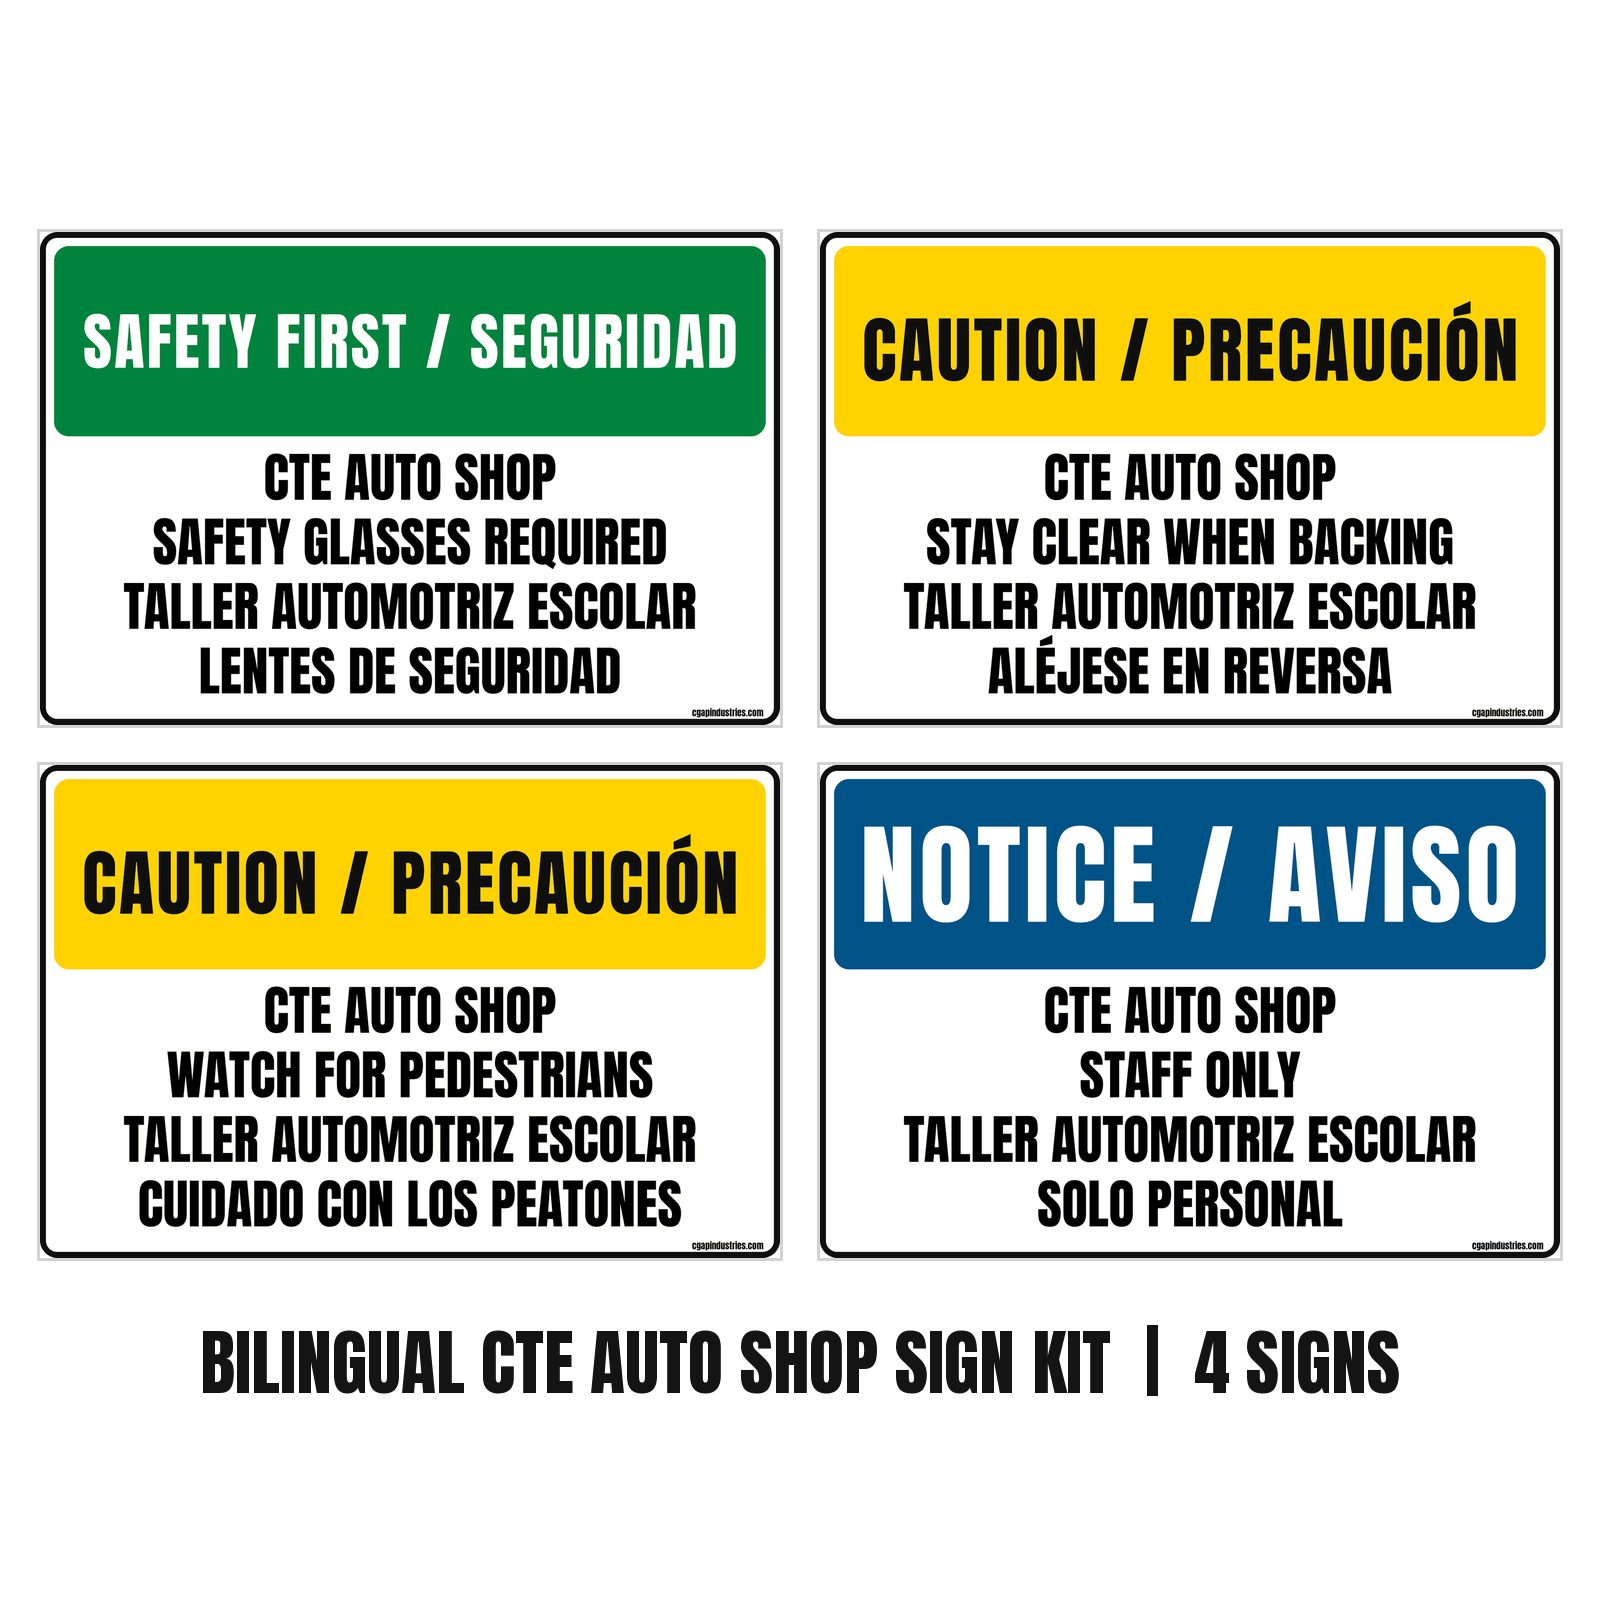 SAFETY FIRST / SEGURIDAD
CTE AUTO SHOP
SAFETY GLASSES REQUIRED
TALLER AUTOMOTRIZ ESCOLAR
LENTES DE SEGURIDAD
cgapindustries.com
CAUTION / PRECAUCIÓN
CTE AUTO SHOP
STAY CLEAR WHEN BACKING
TALLER AUTOMOTRIZ ESCOLAR
ALÉJESE EN REVERSA
cgapindustries.com
CAUTION / PRECAUCIÓN
CTE AUTO SHOP
WATCH FOR PEDESTRIANS
TALLER AUTOMOTRIZ ESCOLAR
CUIDADO CON LOS PEATONES
cgapindustries.com
NOTICE / AVISO
CTE AUTO SHOP
STAFF ONLY
TALLER AUTOMOTRIZ ESCOLAR
SOLO PERSONAL
cgapindustries.com
BILINGUAL CTE AUTO SHOP SIGN KIT | 4 SIGNS